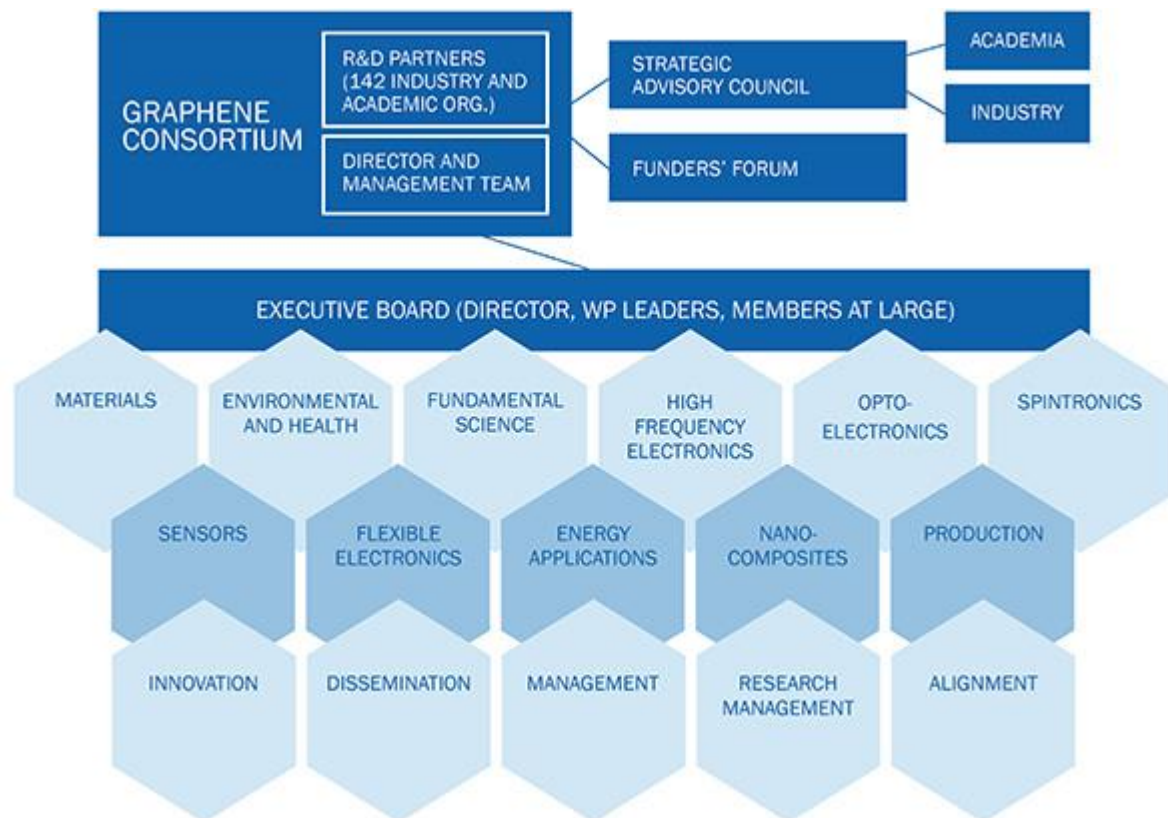 GRAPHENE
CONSORTIUM
R&D PARTNERS
(142 INDUSTRY AND
ACADEMIC ORG.)
DIRECTOR AND
MANAGEMENT TEAM
STRATEGIC
ADVISORY COUNCIL
FUNDERS' FORUM
ACADEMIA
INDUSTRY
EXECUTIVE BOARD (DIRECTOR, WP LEADERS, MEMBERS AT LARGE)
MATERIALS
ENVIRONMENTAL
AND HEALTH
FUNDAMENTAL
SCIENCE
HIGH
FREQUENCY
ELECTRONICS
OPTO-
ELECTRONICS
SPINTRONICS
SENSORS
FLEXIBLE
ELECTRONICS
ENERGY
APPLICATIONS
NANO-
COMPOSITES
PRODUCTION
INNOVATION
DISSEMINATION
MANAGEMENT
RESEARCH
MANAGEMENT
ALIGNMENT